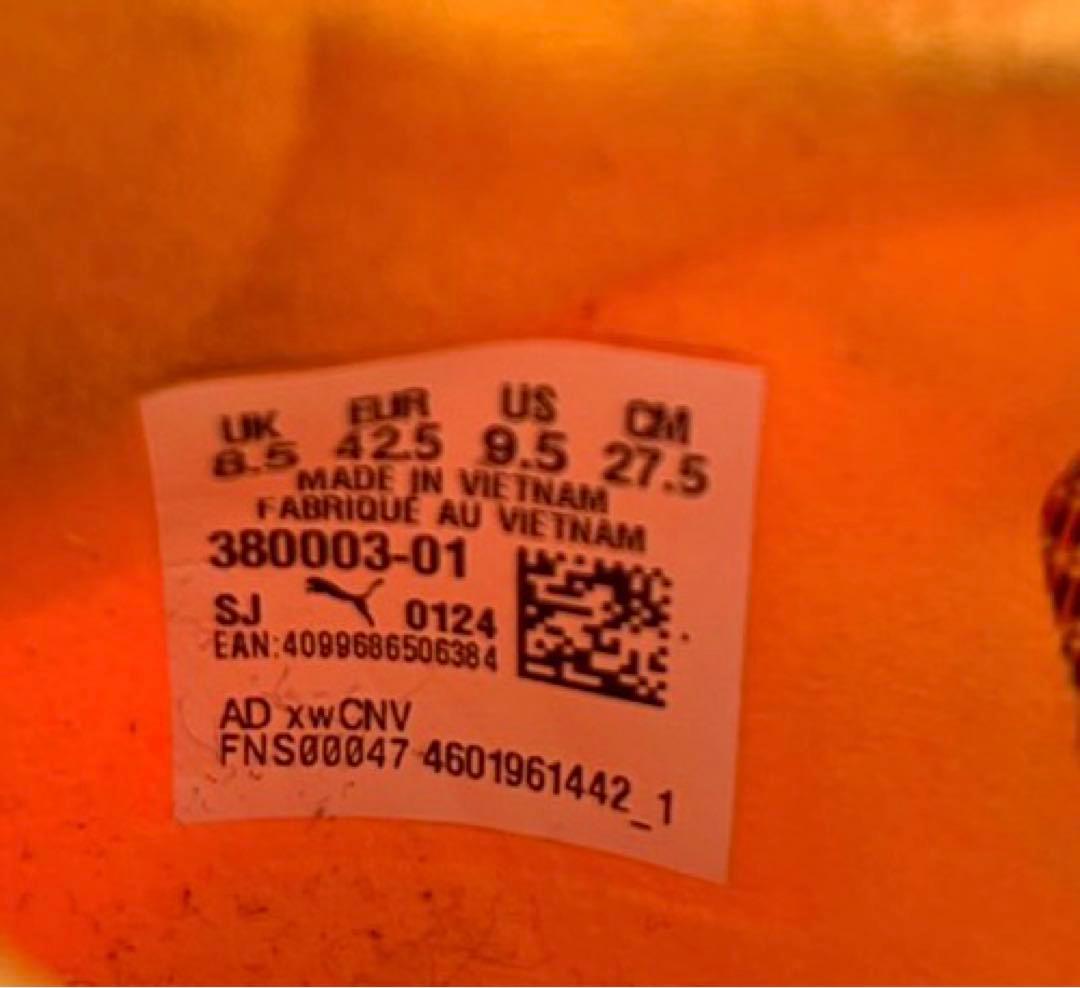 UK EUR US CM
8.5 42.5 9.5 27.5
MADE IN VIETNAM
FABRIQUÉ AU VIETNAM
380003-01
SJ 0124
EAN:4099686506384
AD xwCNV
FNS00047 4601961442_1